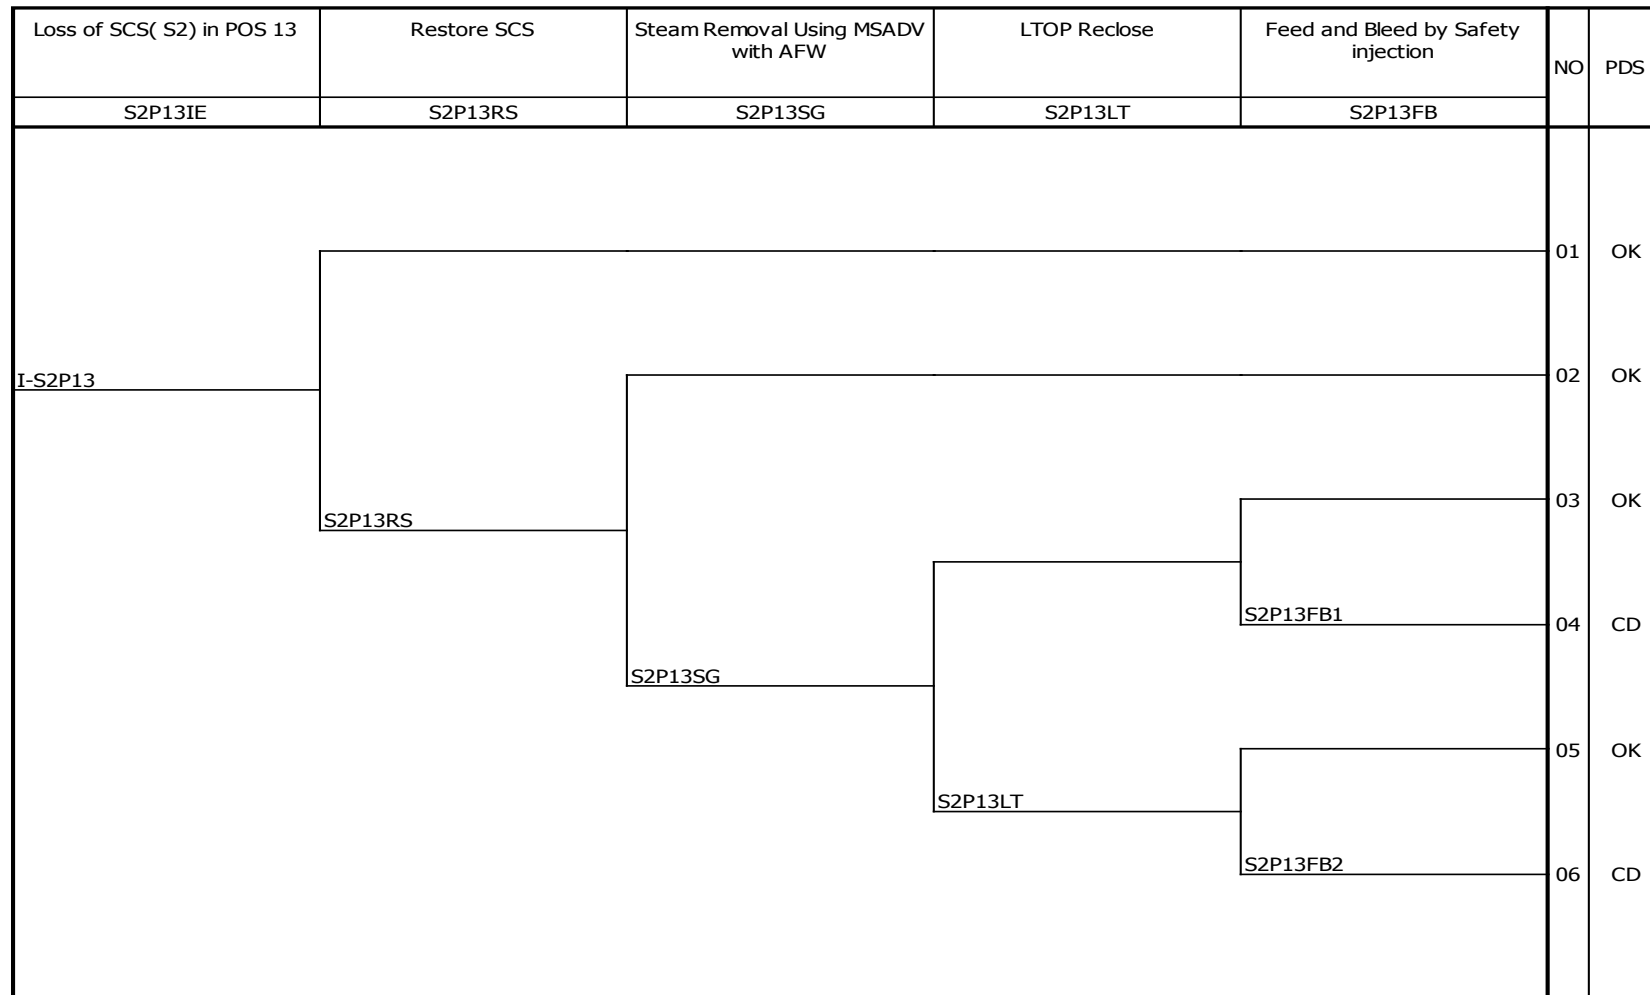 Loss of SCS( S2) in POS 13
Restore SCS
Steam Removal Using MSADV
with AFW
LTOP Reclose
Feed and Bleed by Safety
injection
NO
PDS
S2P13IE
S2P13RS
S2P13SG
S2P13LT
S2P13FB
01 OK
I-S2P13
02 OK
03 OK
S2P13RS
S2P13FB1
04 CD
S2P13SG
05 OK
S2P13LT
S2P13FB2
06 CD